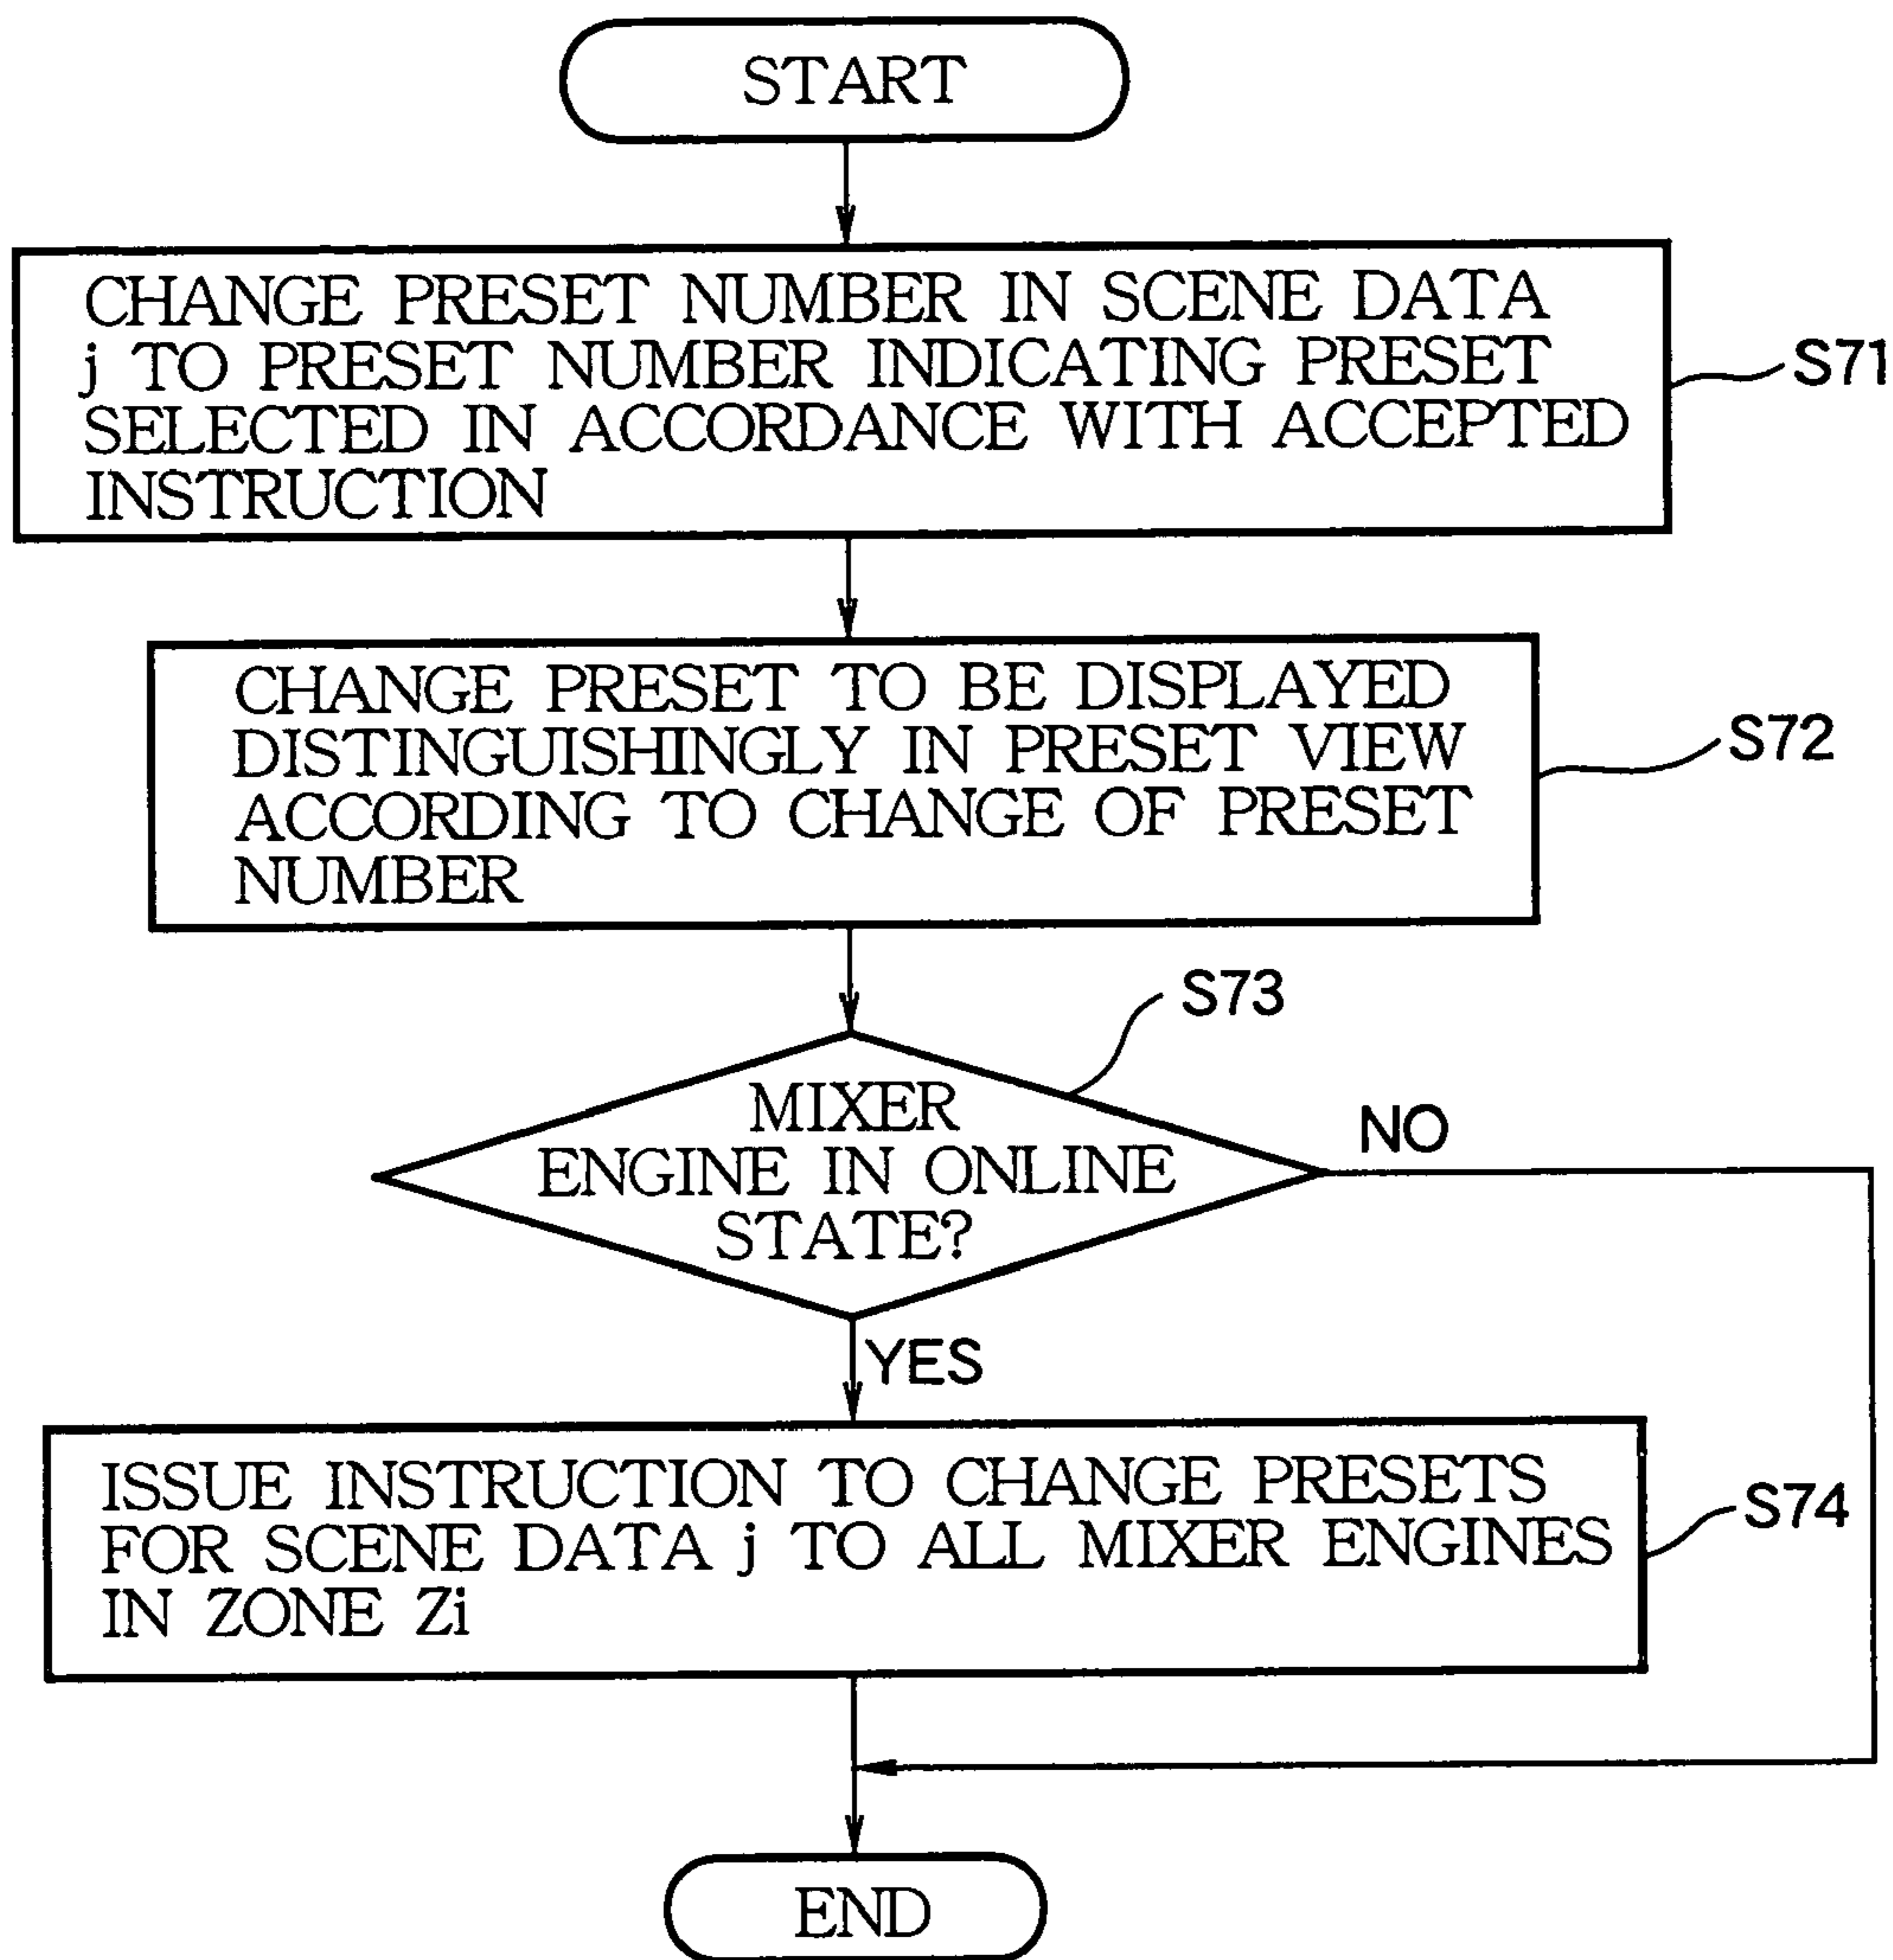 START
CHANGE PRESET NUMBER IN SCENE DATA
j TO PRESET NUMBER INDICATING PRESET
SELECTED IN ACCORDANCE WITH ACCEPTED
INSTRUCTION
S71
CHANGE PRESET TO BE DISPLAYED
DISTINGUISHINGLY IN PRESET VIEW
ACCORDING TO CHANGE OF PRESET
NUMBER
S72
S73
MIXER
ENGINE IN ONLINE
STATE?
NO
YES
ISSUE INSTRUCTION TO CHANGE PRESETS
FOR SCENE DATA j TO ALL MIXER ENGINES
IN ZONE Zi
S74
END